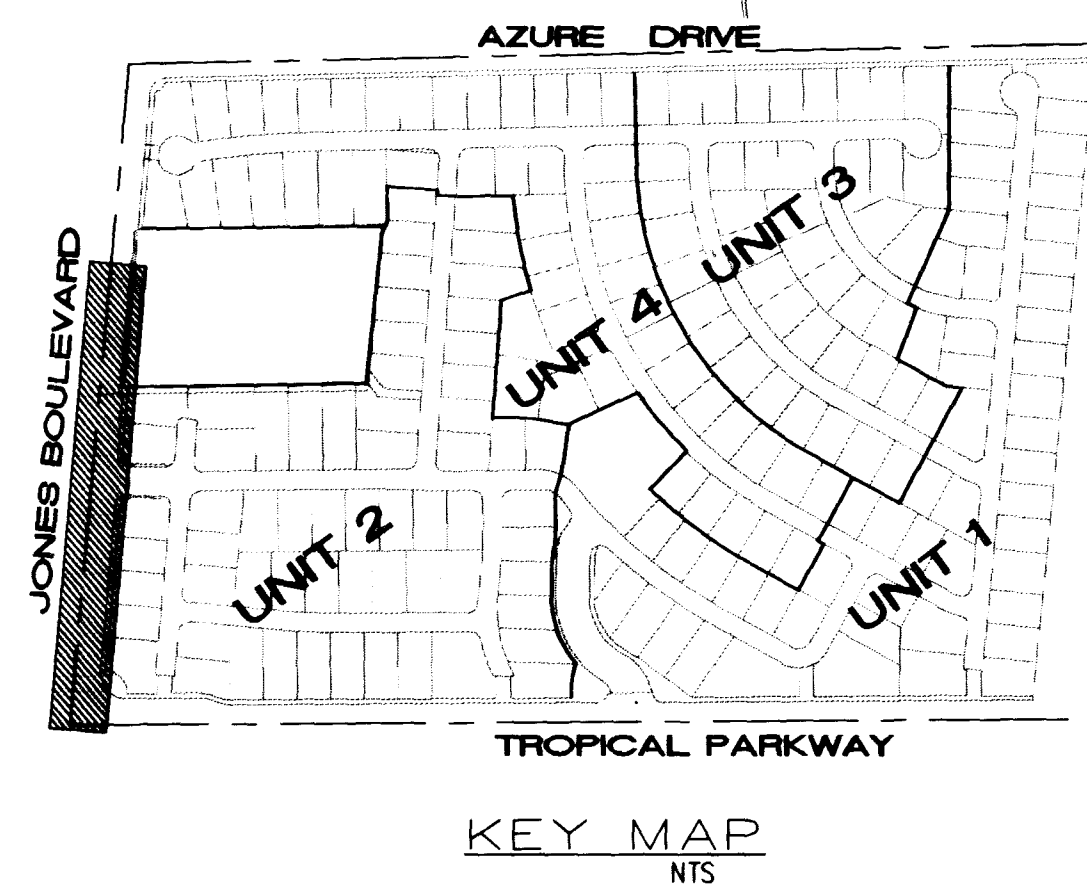 AZURE DRIVE
UNIT 3
JONES BOULEVARD
UNIT 4
UNIT 2
UNIT 1
TROPICAL PARKWAY
KEY MAP
NTS